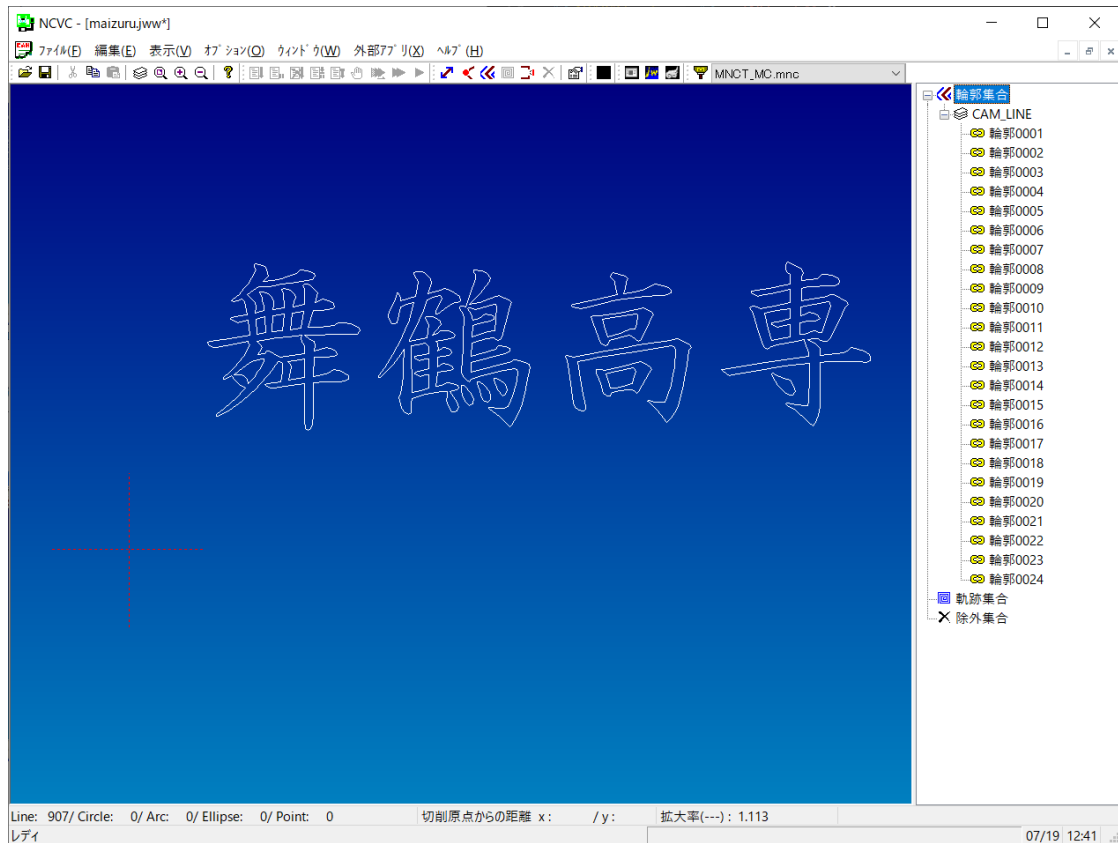 NCVC - [maizuru.jww*]
ﾌｧｲﾙ(F) 編集(E) 表示(V) ｵﾌﾟｼｮﾝ(O) ｳｨﾝﾄﾞｳ(W) 外部ｱﾌﾟﾘ(X) ﾍﾙﾌﾟ(H)
MNCT_MC.mnc
舞鶴高専
輪郭集合
CAM_LINE
輪郭0001
輪郭0002
輪郭0003
輪郭0004
輪郭0005
輪郭0006
輪郭0007
輪郭0008
輪郭0009
輪郭0010
輪郭0011
輪郭0012
輪郭0013
輪郭0014
輪郭0015
輪郭0016
輪郭0017
輪郭0018
輪郭0019
輪郭0020
輪郭0021
輪郭0022
輪郭0023
輪郭0024
軌跡集合
除外集合
Line: 907/ Circle: 0/ Arc: 0/ Ellipse: 0/ Point: 0 切削原点からの距離 x : / y : 拡大率(---) : 1.113
レディ 07/19 12:41